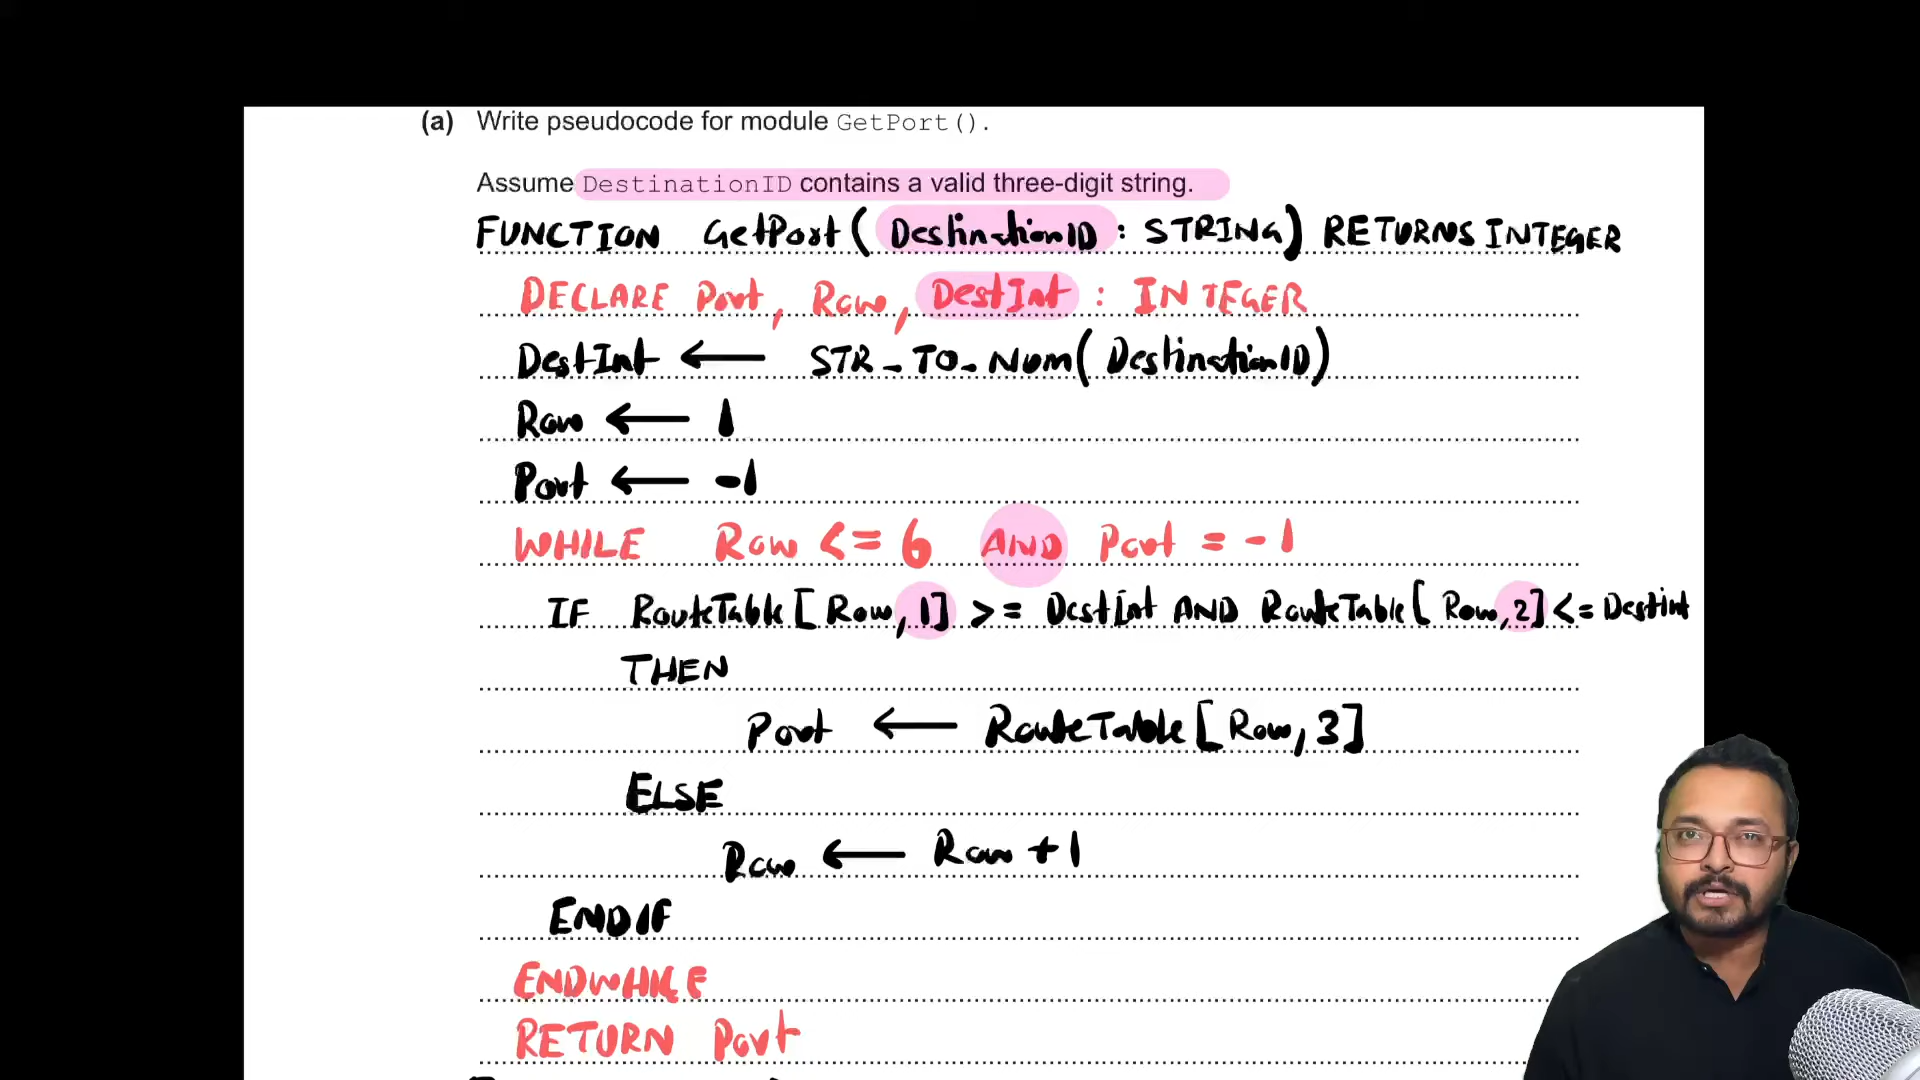 (a) Write pseudocode for module GetPort().
Assume DestinationID contains a valid three-digit string.
FUNCTION GetPort(DestinationID : STRING) RETURNS INTEGER
DECLARE Port, Row, DestInt : INTEGER
DestInt ← STR_TO_NUM(DestinationID)
Row ← 1
Port ← -1
WHILE Row <= 6 AND Port = -1
IF RouteTable[Row,1] >= DestInt AND RouteTable[Row,2] <= DestInt
THEN
Port ← RouteTable[Row,3]
ELSE
Row ← Row + 1
ENDIF
ENDWHILE
RETURN Port